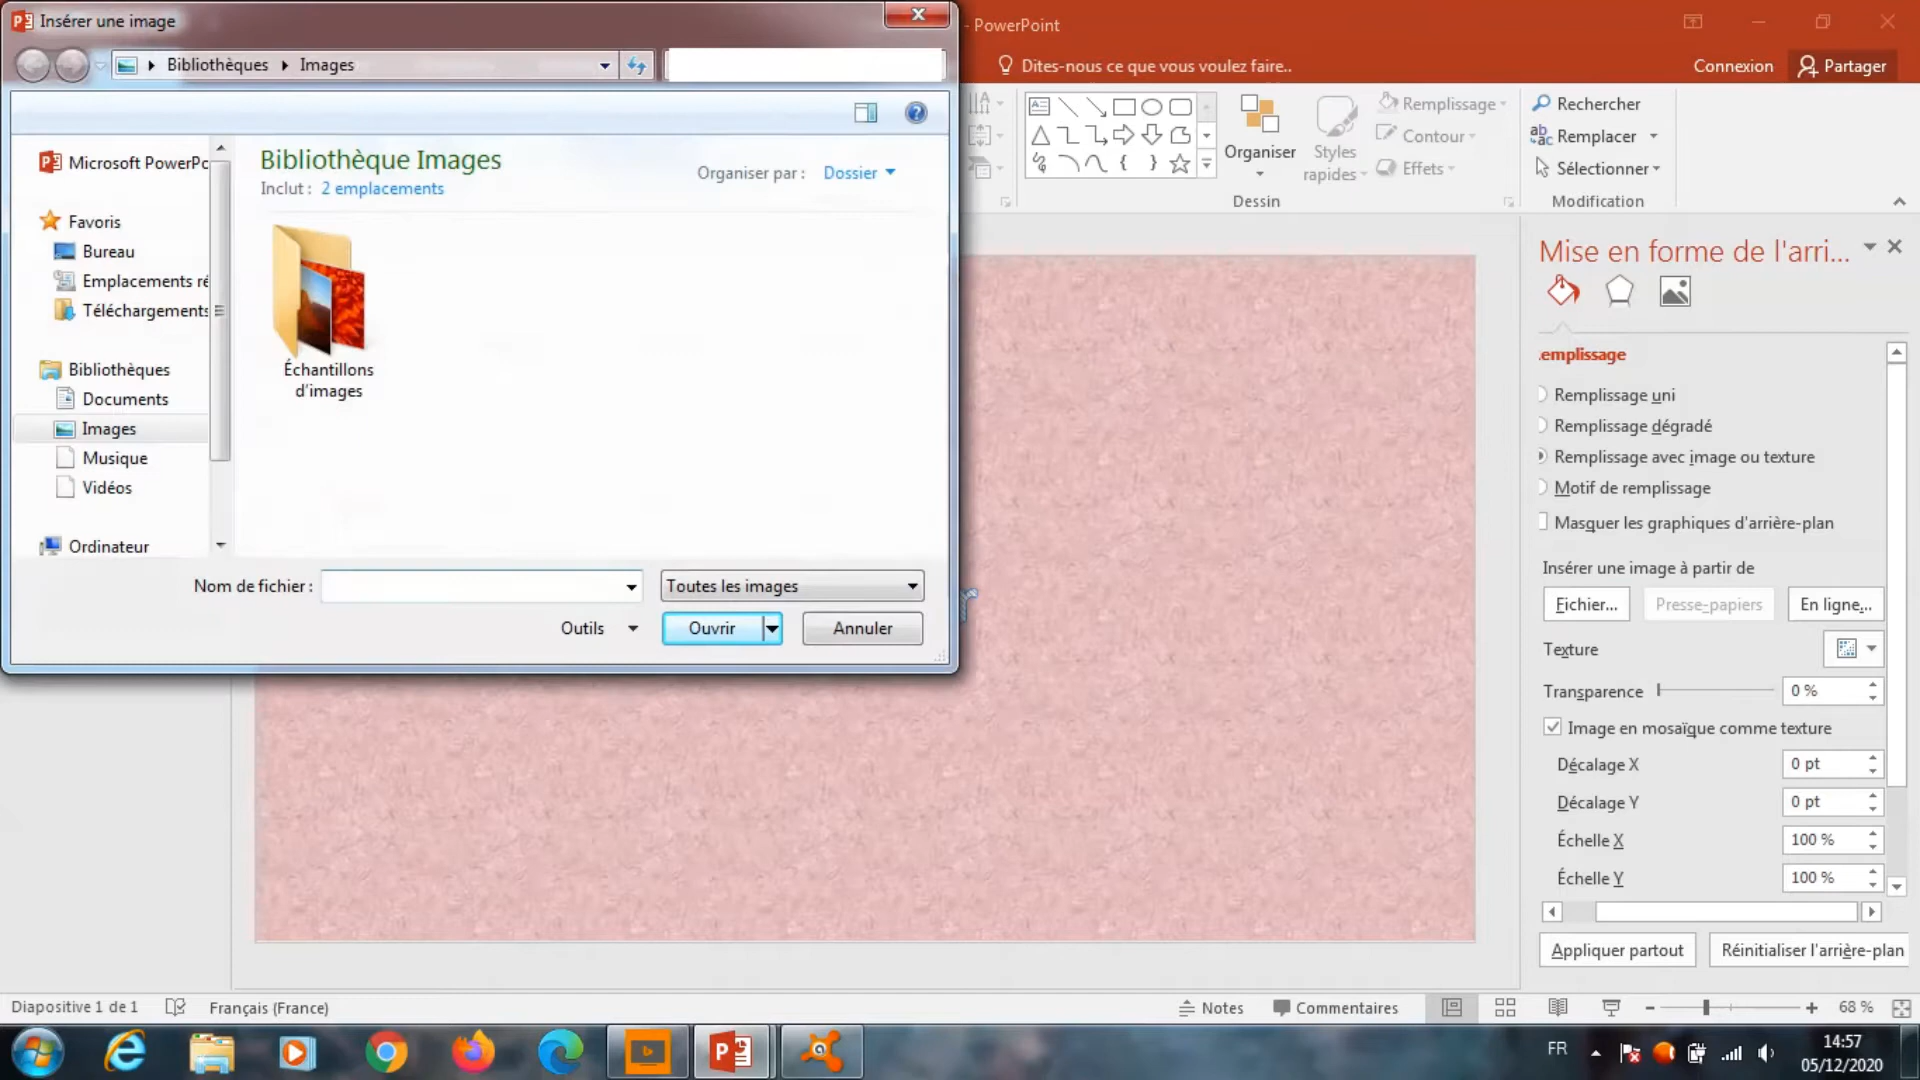 Insérer une image
- PowerPoint
Bibliothèques
Images
Dites-nous ce que vous voulez faire..
Connexion
Partager
Remplissage
Contour
Effets
Organiser
Styles
rapides
Dessin
Rechercher
Remplacer
Sélectionner
Modification
Microsoft PowerPo
Favoris
Bureau
Emplacements ré
Téléchargements
Bibliothèques
Documents
Images
Musique
Vidéos
Ordinateur
Bibliothèque Images
Inclut : 2 emplacements
Organiser par : Dossier
Échantillons
d'images
Nom de fichier :
Toutes les images
Outils
Ouvrir
Annuler
Mise en forme de l'arri...
emplissage
Remplissage uni
Remplissage dégradé
Remplissage avec image ou texture
Motif de remplissage
Masquer les graphiques d'arrière-plan
Insérer une image à partir de
Fichier...
Presse-papiers
En ligne...
Texture
Transparence
0 %
Image en mosaïque comme texture
Décalage X
0 pt
Décalage Y
0 pt
Échelle X
100 %
Échelle Y
100 %
Appliquer partout
Réinitialiser l'arrière-plan
Diapositive 1 de 1
Français (France)
Notes
Commentaires
68 %
FR
14:57
05/12/2020